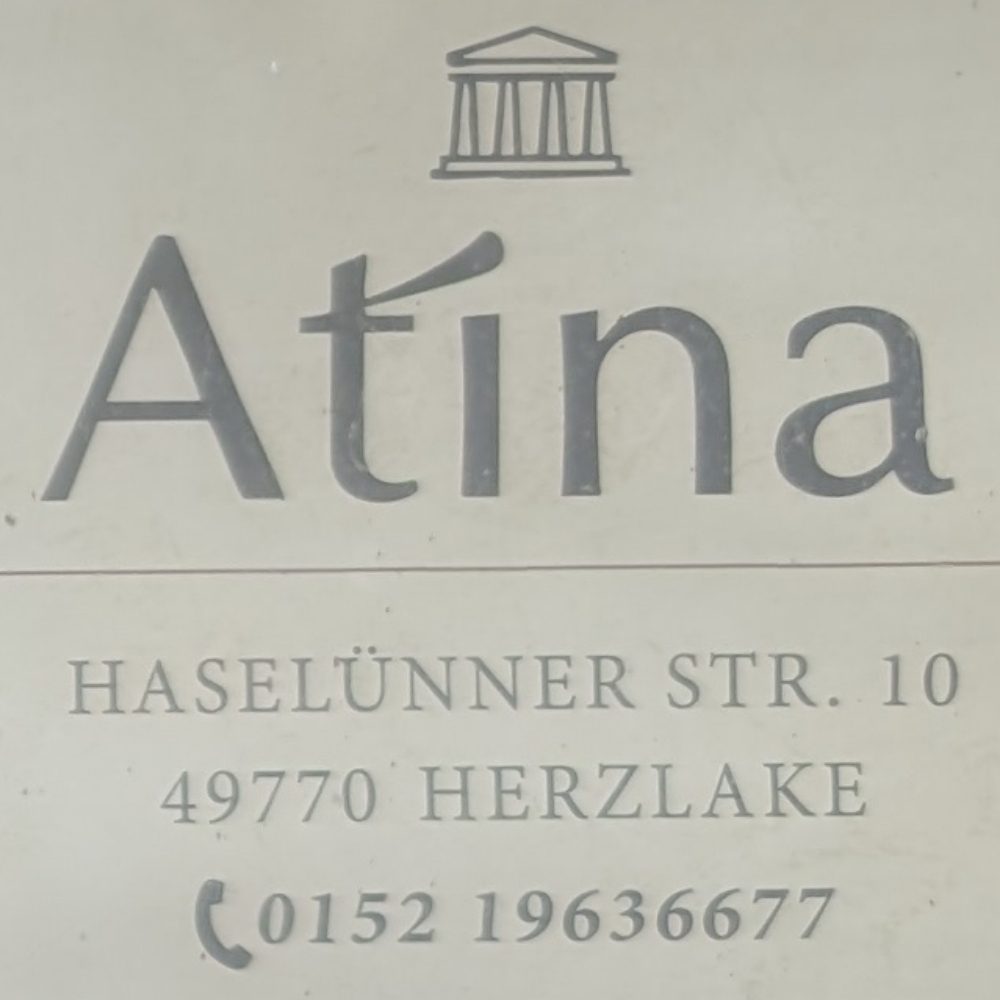 Atína
HASELÜNNER STR. 10
49770 HERZLAKE
0152 19636677